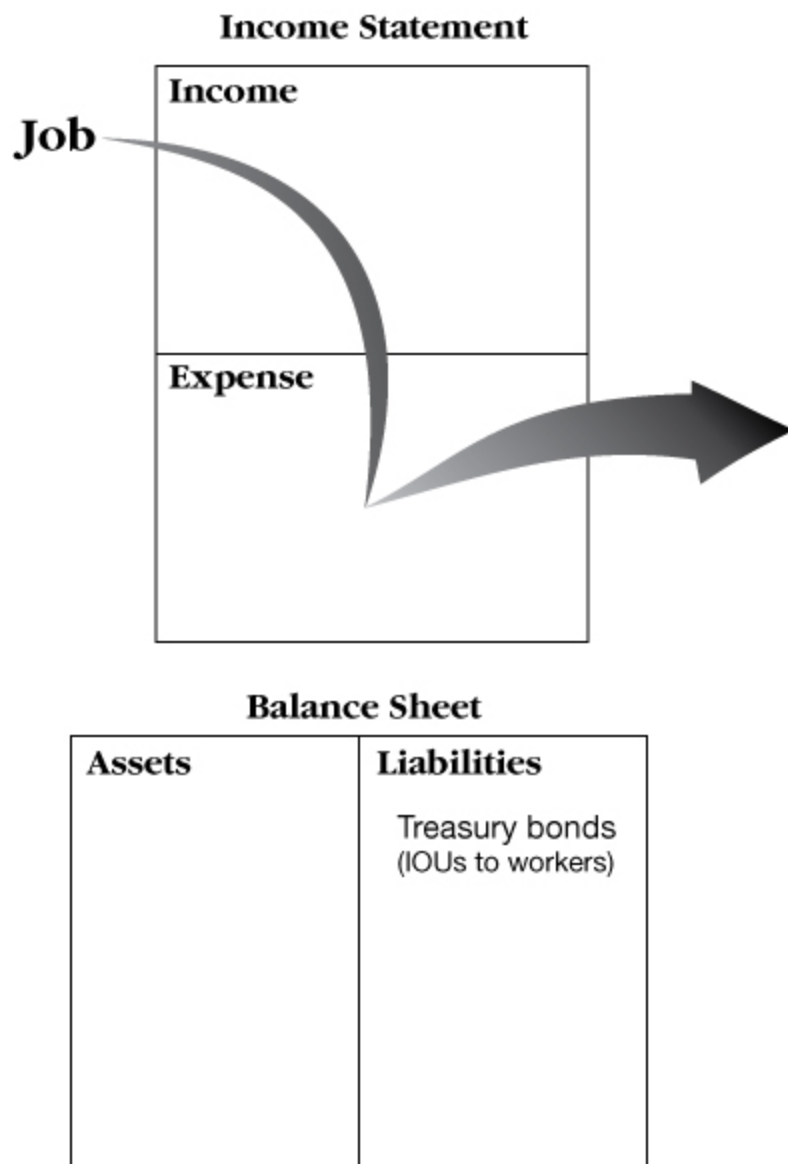 Income Statement
Income
Job
Expense
Balance Sheet
Assets
Liabilities
Treasury bonds
(IOUs to workers)